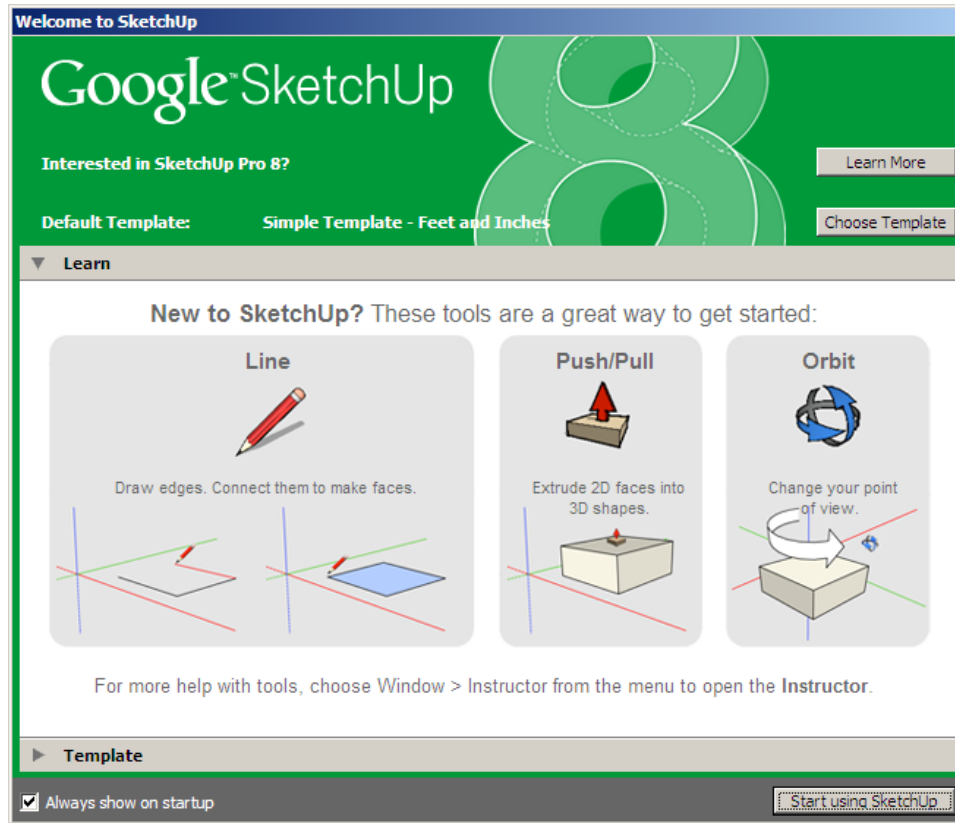 Welcome to SketchUp
Google™ SketchUp
Interested in SketchUp Pro 8?
Learn More
Default Template: Simple Template - Feet and Inches
Choose Template
Learn
New to SketchUp? These tools are a great way to get started:
Line
Draw edges. Connect them to make faces.
Push/Pull
Extrude 2D faces into
3D shapes.
Orbit
Change your point
of view.
For more help with tools, choose Window > Instructor from the menu to open the Instructor.
Template
Always show on startup
Start using SketchUp